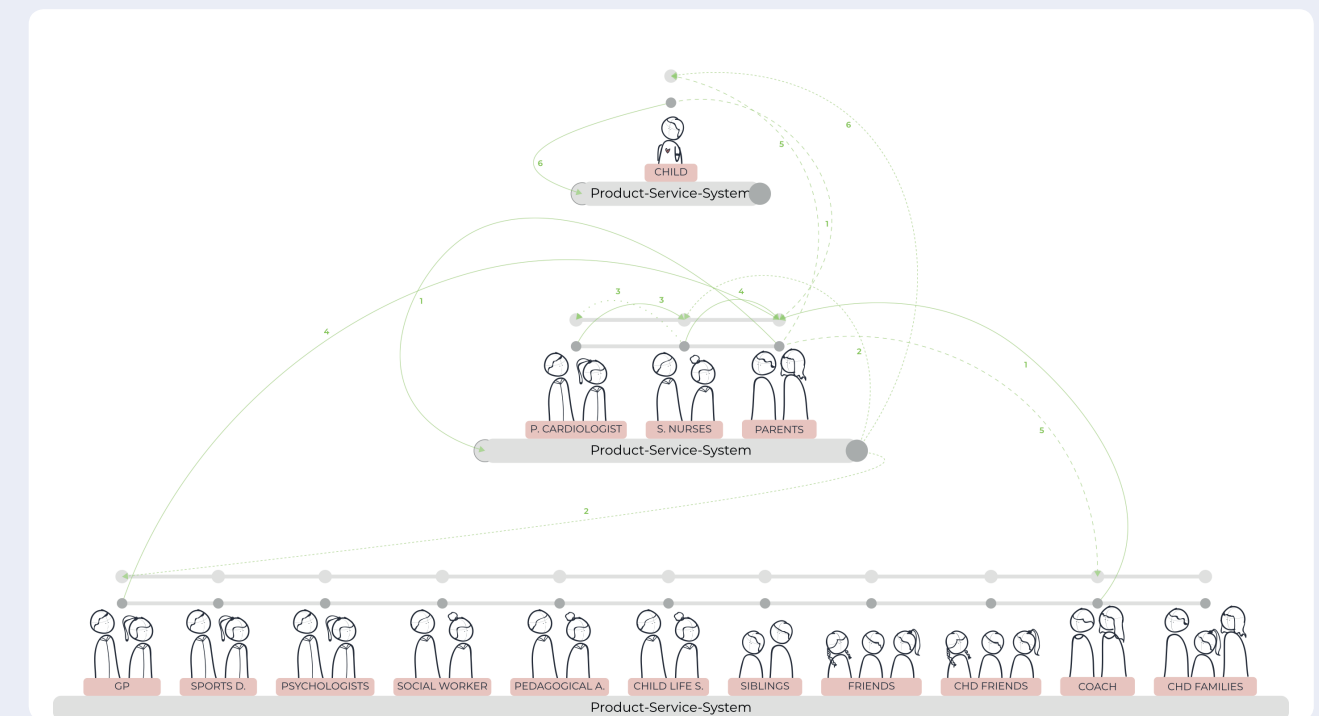 6
5
6
CHILD
Product-Service-System
1
3
3
4
1
4
2
1
5
P. CARDIOLOGIST
S. NURSES
PARENTS
Product-Service-System
2
GP
SPORTS D.
PSYCHOLOGISTS
SOCIAL WORKER
PEDAGOGICAL A.
CHILD LIFE S.
SIBLINGS
FRIENDS
CHD FRIENDS
COACH
CHD FAMILIES
Product-Service-System